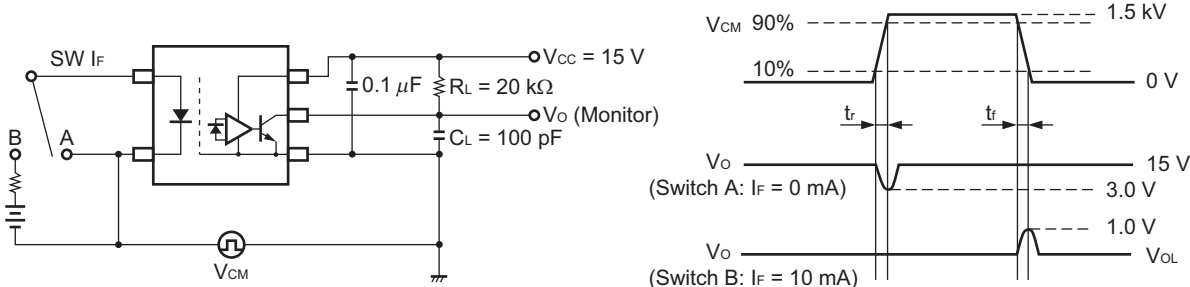 SW IF
B
A
VCM
0.1 μF
VCC = 15 V
RL = 20 kΩ
VO (Monitor)
CL = 100 pF
VCM 90%
10%
1.5 kV
0 V
tr
tf
VO
(Switch A: IF = 0 mA)
15 V
3.0 V
1.0 V
VO
(Switch B: IF = 10 mA)
VOL